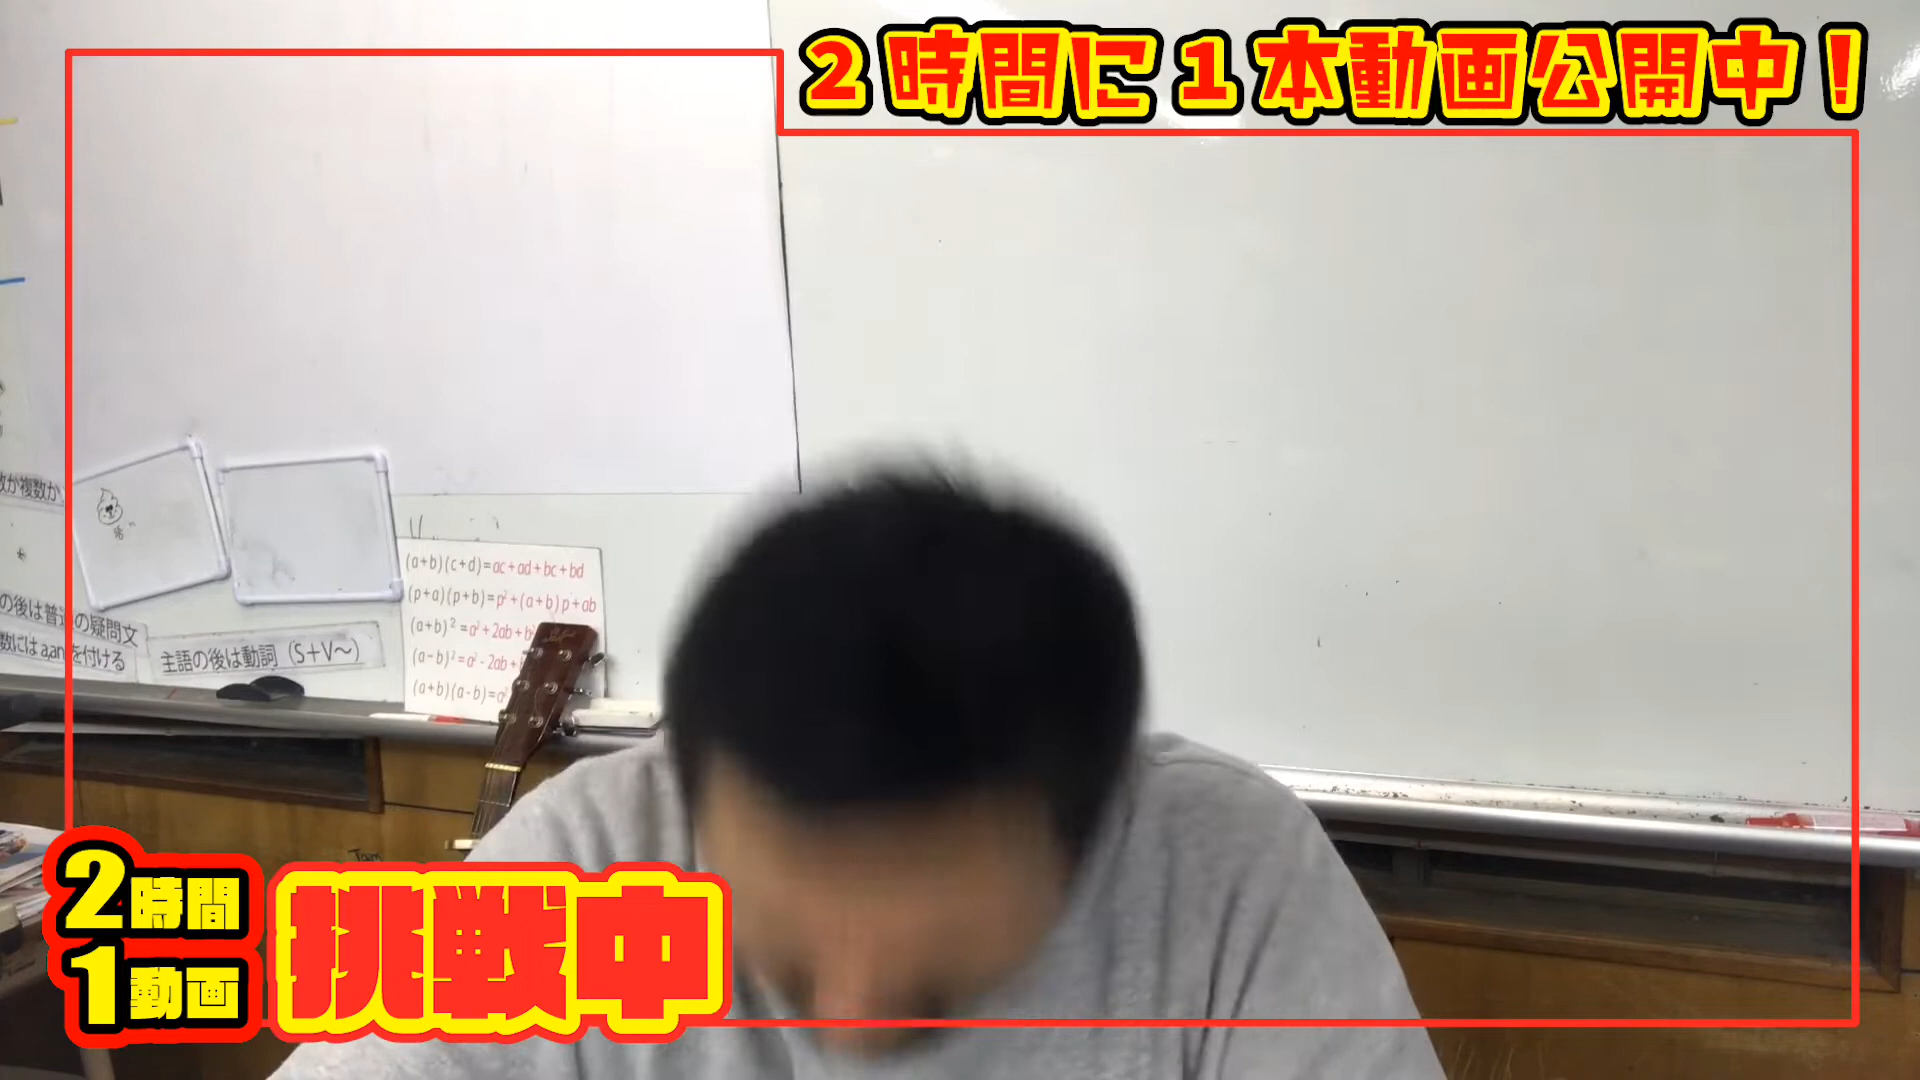 2時間に1本動画公開中！
数か複数か
の後は普通の疑問文
数にはa,anを付ける
主語の後は動詞（S+V～）
(a+b)(c+d)=ac+ad+bc+bd
(p+a)(p+b)=p²+(a+b)p+ab
(a+b)²=a²+2ab+b²
(a-b)²=a²-2ab+
(a+b)(a-b)=a²
Tam
2時間
1動画
挑戦中